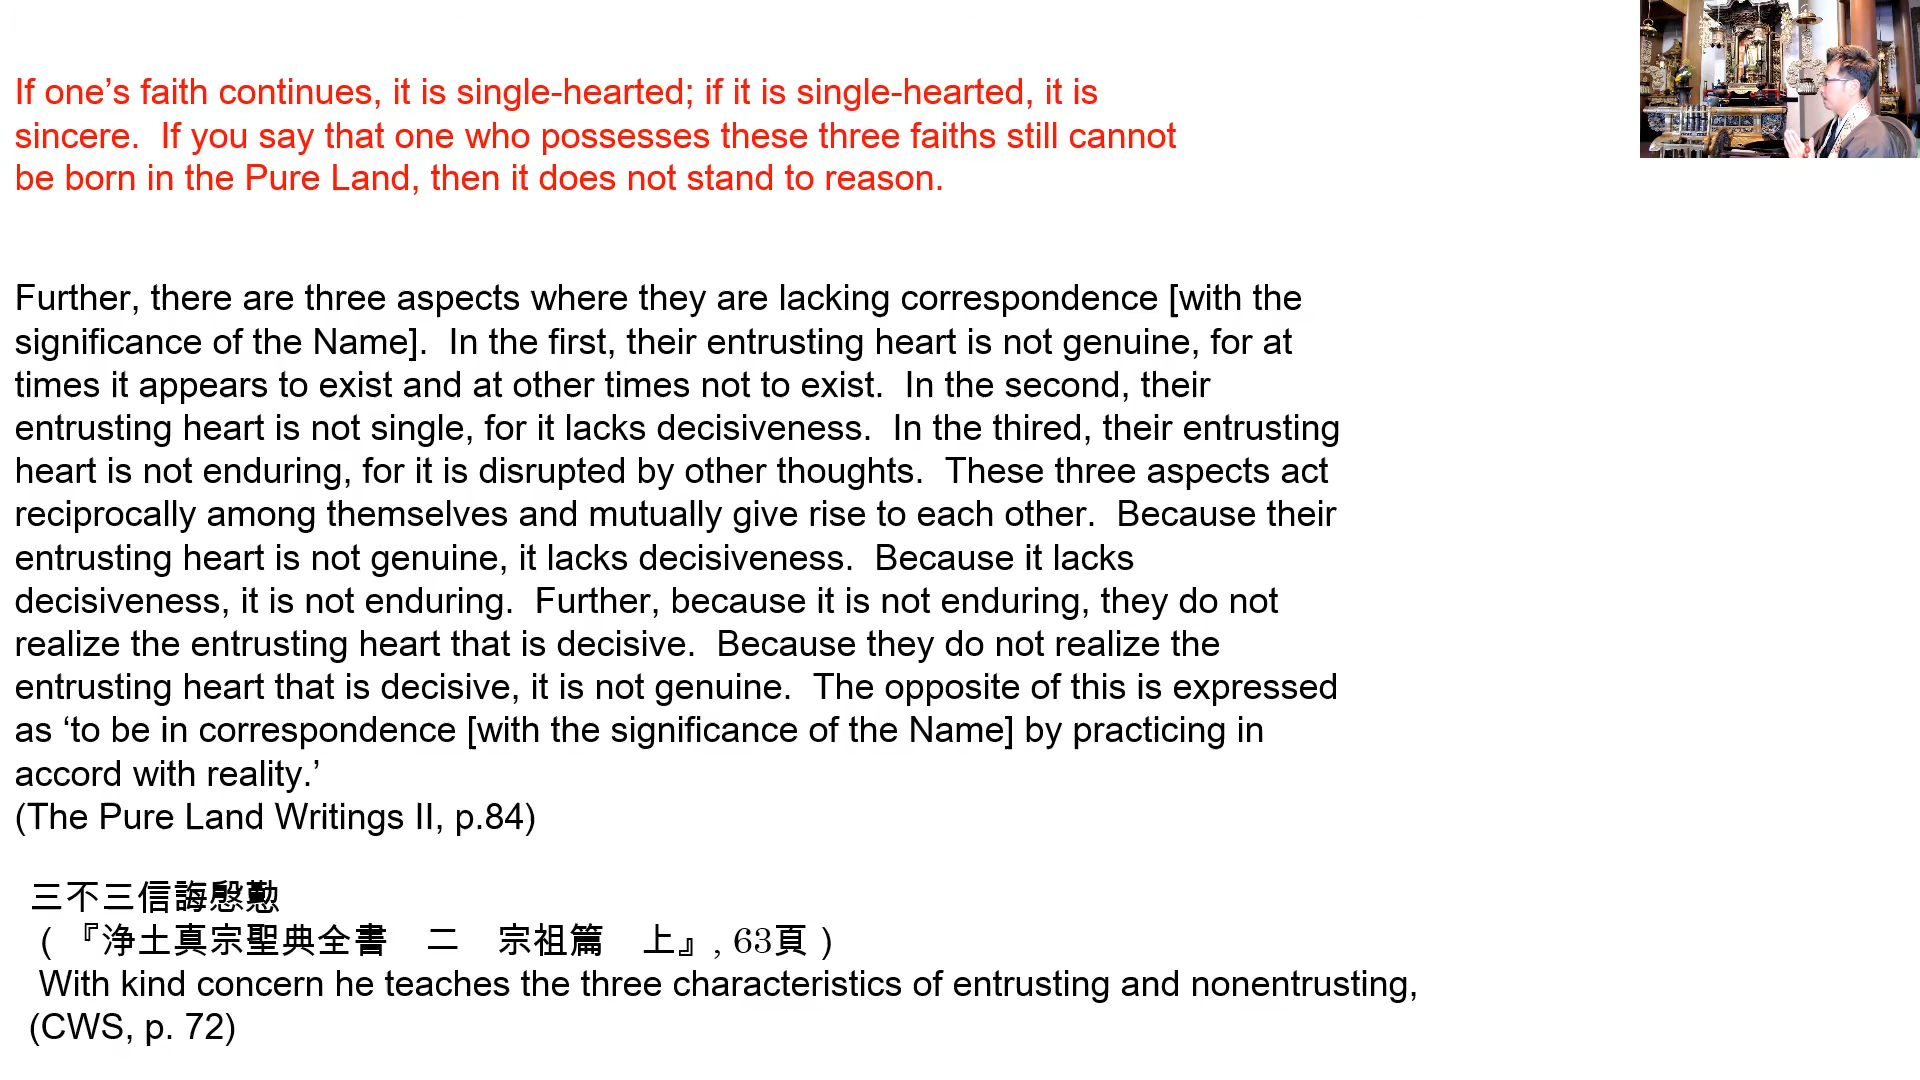 If one’s faith continues, it is single-hearted; if it is single-hearted, it is
sincere.  If you say that one who possesses these three faiths still cannot
be born in the Pure Land, then it does not stand to reason.
Further, there are three aspects where they are lacking correspondence [with the
significance of the Name].  In the first, their entrusting heart is not genuine, for at
times it appears to exist and at other times not to exist.  In the second, their
entrusting heart is not single, for it lacks decisiveness.  In the thired, their entrusting
heart is not enduring, for it is disrupted by other thoughts.  These three aspects act
reciprocally among themselves and mutually give rise to each other.  Because their
entrusting heart is not genuine, it lacks decisiveness.  Because it lacks
decisiveness, it is not enduring.  Further, because it is not enduring, they do not
realize the entrusting heart that is decisive.  Because they do not realize the
entrusting heart that is decisive, it is not genuine.  The opposite of this is expressed
as ‘to be in correspondence [with the significance of the Name] by practicing in
accord with reality.’
(The Pure Land Writings II, p.84)
三不三信誨慇懃
（『浄土真宗聖典全書　二　宗祖篇　上』, 63頁）
With kind concern he teaches the three characteristics of entrusting and nonentrusting,
(CWS, p. 72)